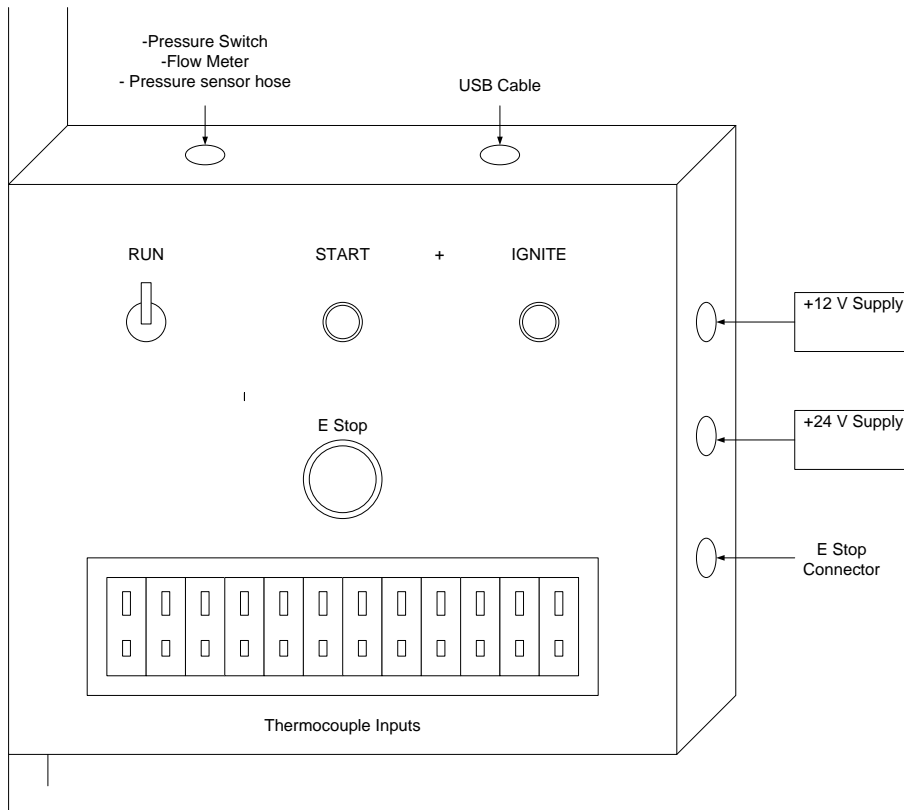 -Pressure Switch
-Flow Meter
- Pressure sensor hose
USB Cable
RUN
START
+
IGNITE
+12 V Supply
+24 V Supply
E Stop
E Stop
Connector
Thermocouple Inputs